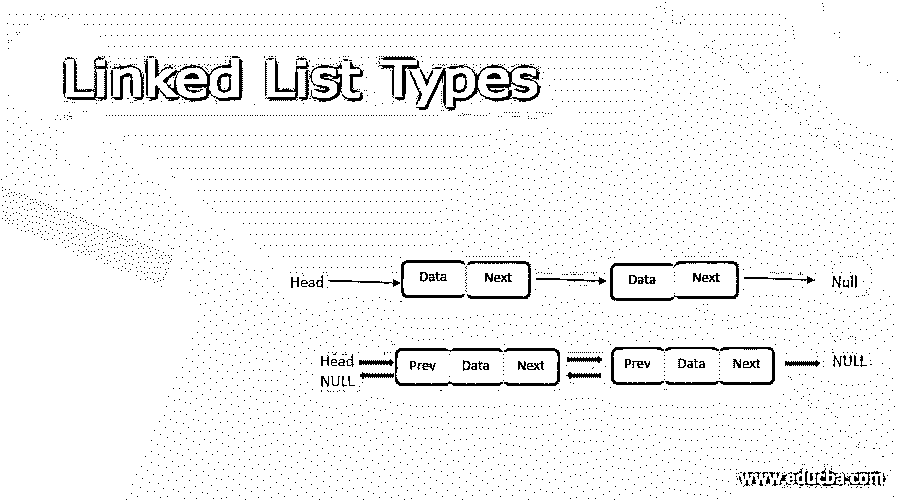 Linked List Types
Head Data Next Data Next Null
Head Prev Data Next Prev Data Next NULL
NULL
www.educba.com